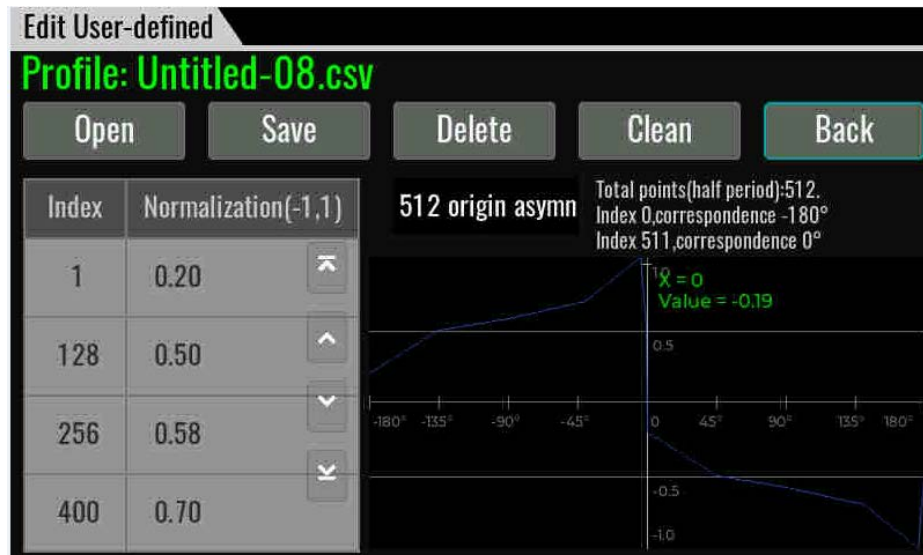 Edit User-defined
Profile: Untitled-08.csv
Open Save Delete Clean Back
Index Normalization(-1,1)
512 origin asymn
Total points(half period):512.
Index 0,correspondence -180°
Index 511,correspondence 0°
1 0.20
128 0.50
256 0.58
400 0.70
1.0
X = 0
Value = -0.19
0.5
-180° -135° -90° -45° 0 45° 90° 135° 180°
-0.5
-1.0